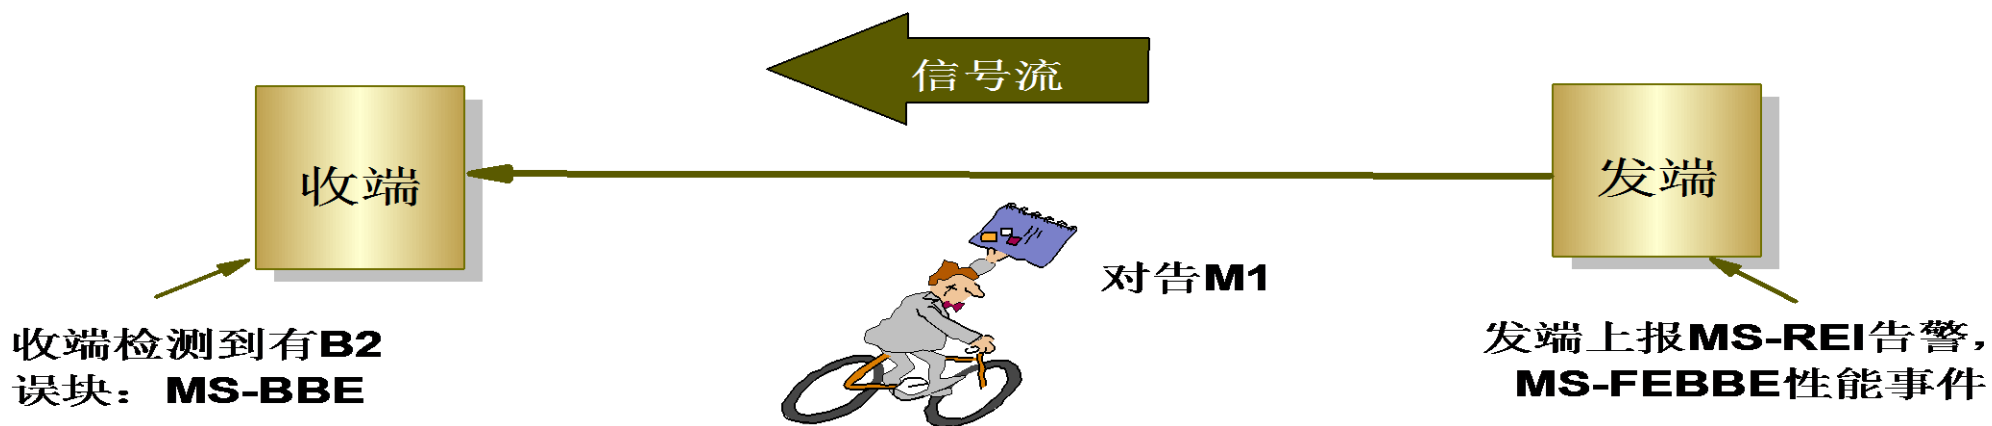 信号流
收端
发端
对告M1
收端检测到有B2
误块：MS-BBE
发端上报MS-REI告警，
MS-FEBBE性能事件